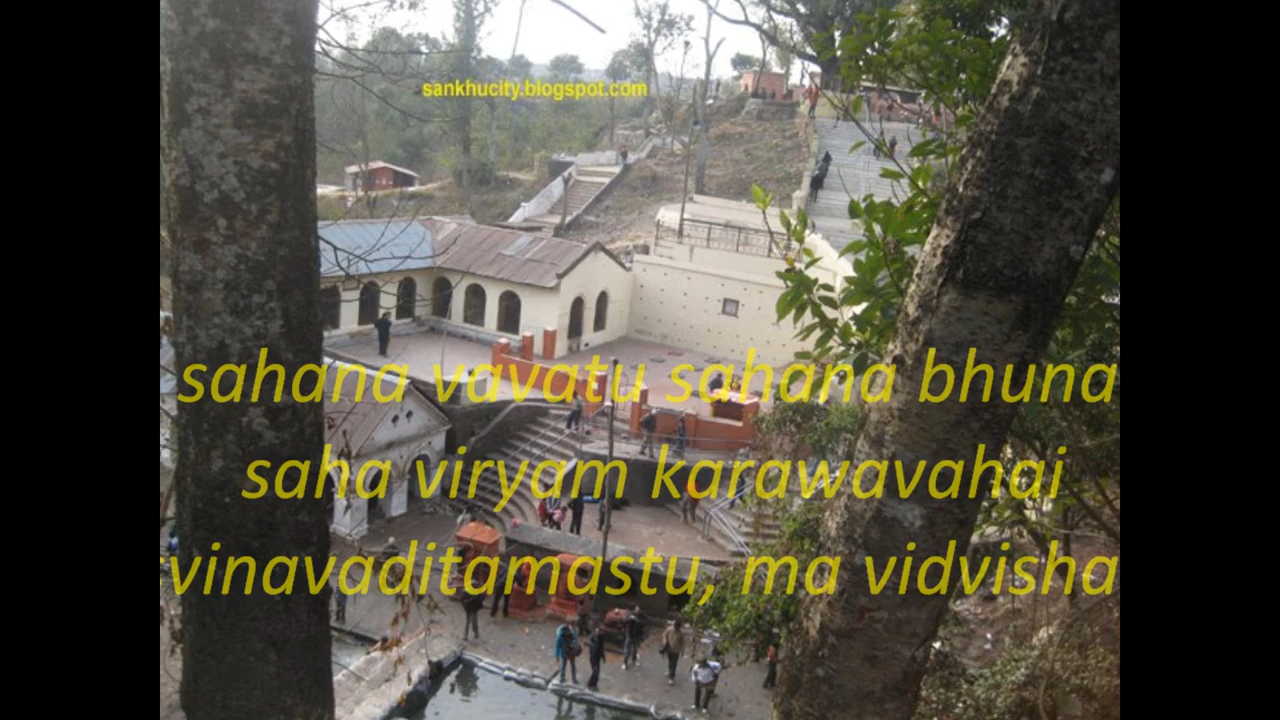 sankhucity.blogspot.com
sahana vavatu sahana bhuna
saha viryam karawavahai
vinavaditamastu, ma vidvisha